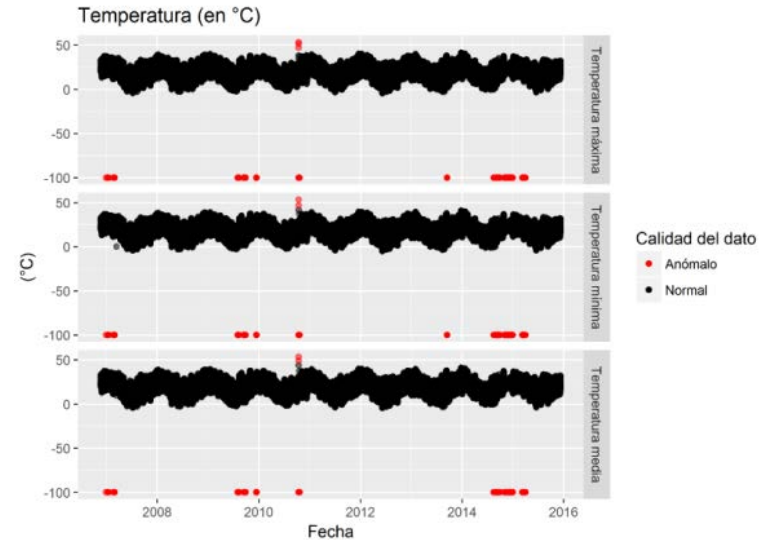 Temperatura (en °C)
50
0
-50
-100
Temperatura máxima
50
0
-50
-100
Temperatura mínima
50
0
-50
-100
Temperatura media
(°C)
2008 2010 2012 2014 2016
Fecha
Calidad del dato
Anómalo
Normal